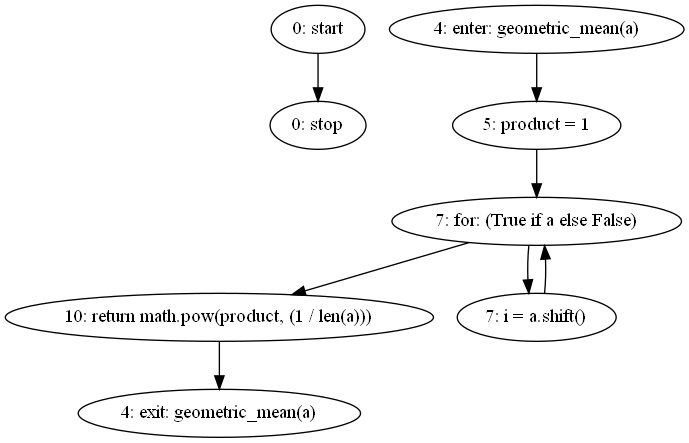 0: start
4: enter: geometric_mean(a)
0: stop
5: product = 1
7: for: (True if a else False)
10: return math.pow(product, (1 / len(a)))
7: i = a.shift()
4: exit: geometric_mean(a)